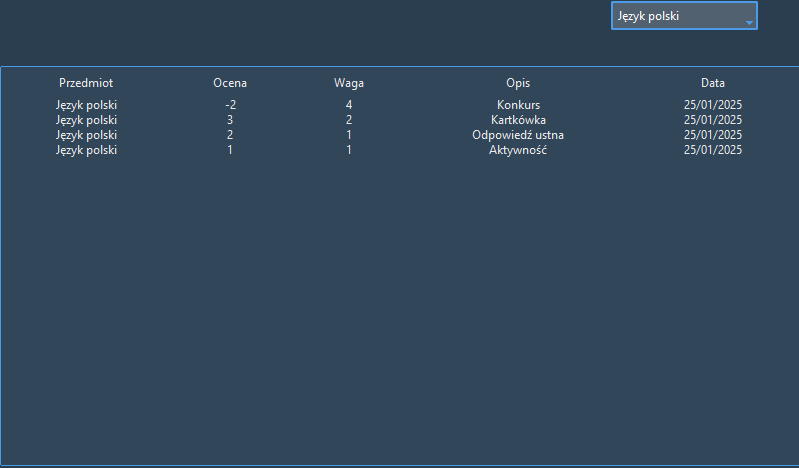 Język polski
Przedmiot Ocena Waga Opis Data
Język polski -2 4 Konkurs 25/01/2025
Język polski 3 2 Kartkówka 25/01/2025
Język polski 2 1 Odpowiedź ustna 25/01/2025
Język polski 1 1 Aktywność 25/01/2025